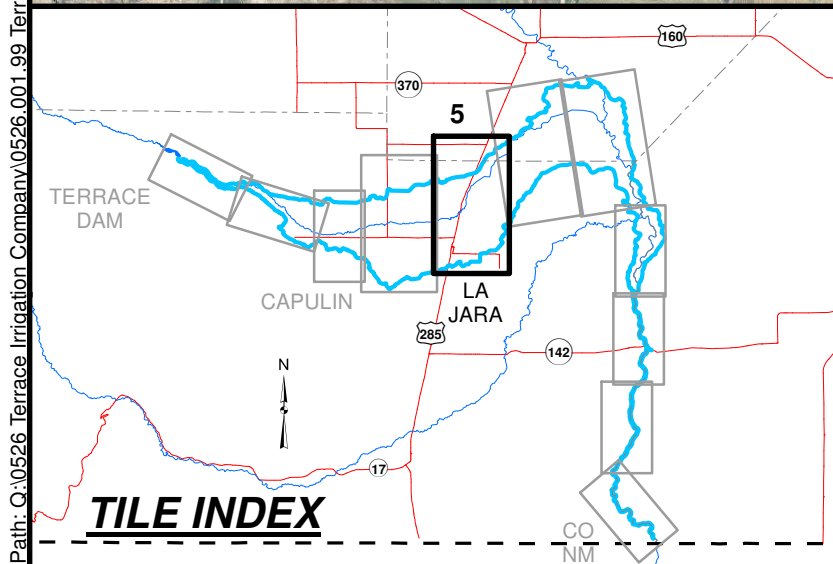 Path: Q:\0526 Terrace Irrigation Company\0526.001.99 Terr
160
370
5
TERRACE
DAM
CAPULIN
LA
JARA
285
142
N
17
TILE INDEX
CO
NM